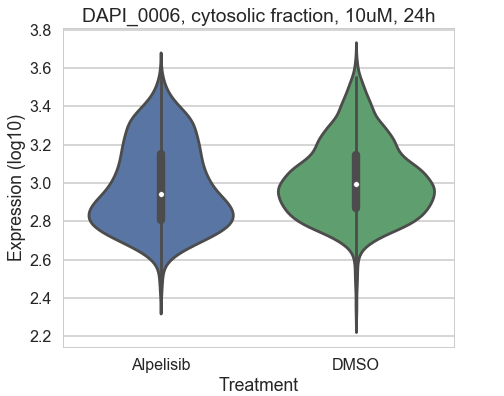 DAPI_0006, cytosolic fraction, 10uM, 24h
3.8
3.6
3.4
3.2
3.0
2.8
2.6
2.4
2.2
Expression (log10)
Alpelisib DMSO
Treatment